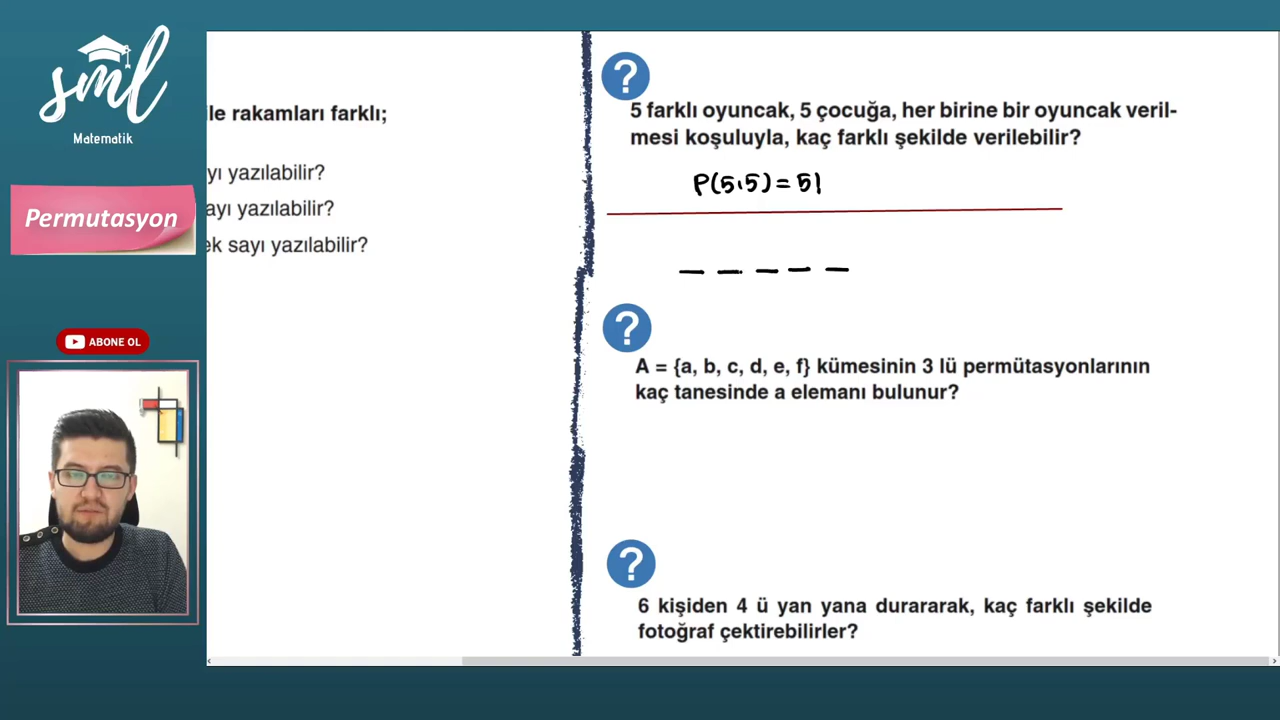 sml
Matematik
Permutasyon
ABONE OL
ile rakamları farklı;
yı yazılabilir?
ayı yazılabilir?
ek sayı yazılabilir?
?
5 farklı oyuncak, 5 çocuğa, her birine bir oyuncak veril-
mesi koşuluyla, kaç farklı şekilde verilebilir?
P(5,5) = 5!
?
A = {a, b, c, d, e, f} kümesinin 3 lü permütasyonlarının
kaç tanesinde a elemanı bulunur?
?
6 kişiden 4 ü yan yana durararak, kaç farklı şekilde
fotoğraf çektirebilirler?